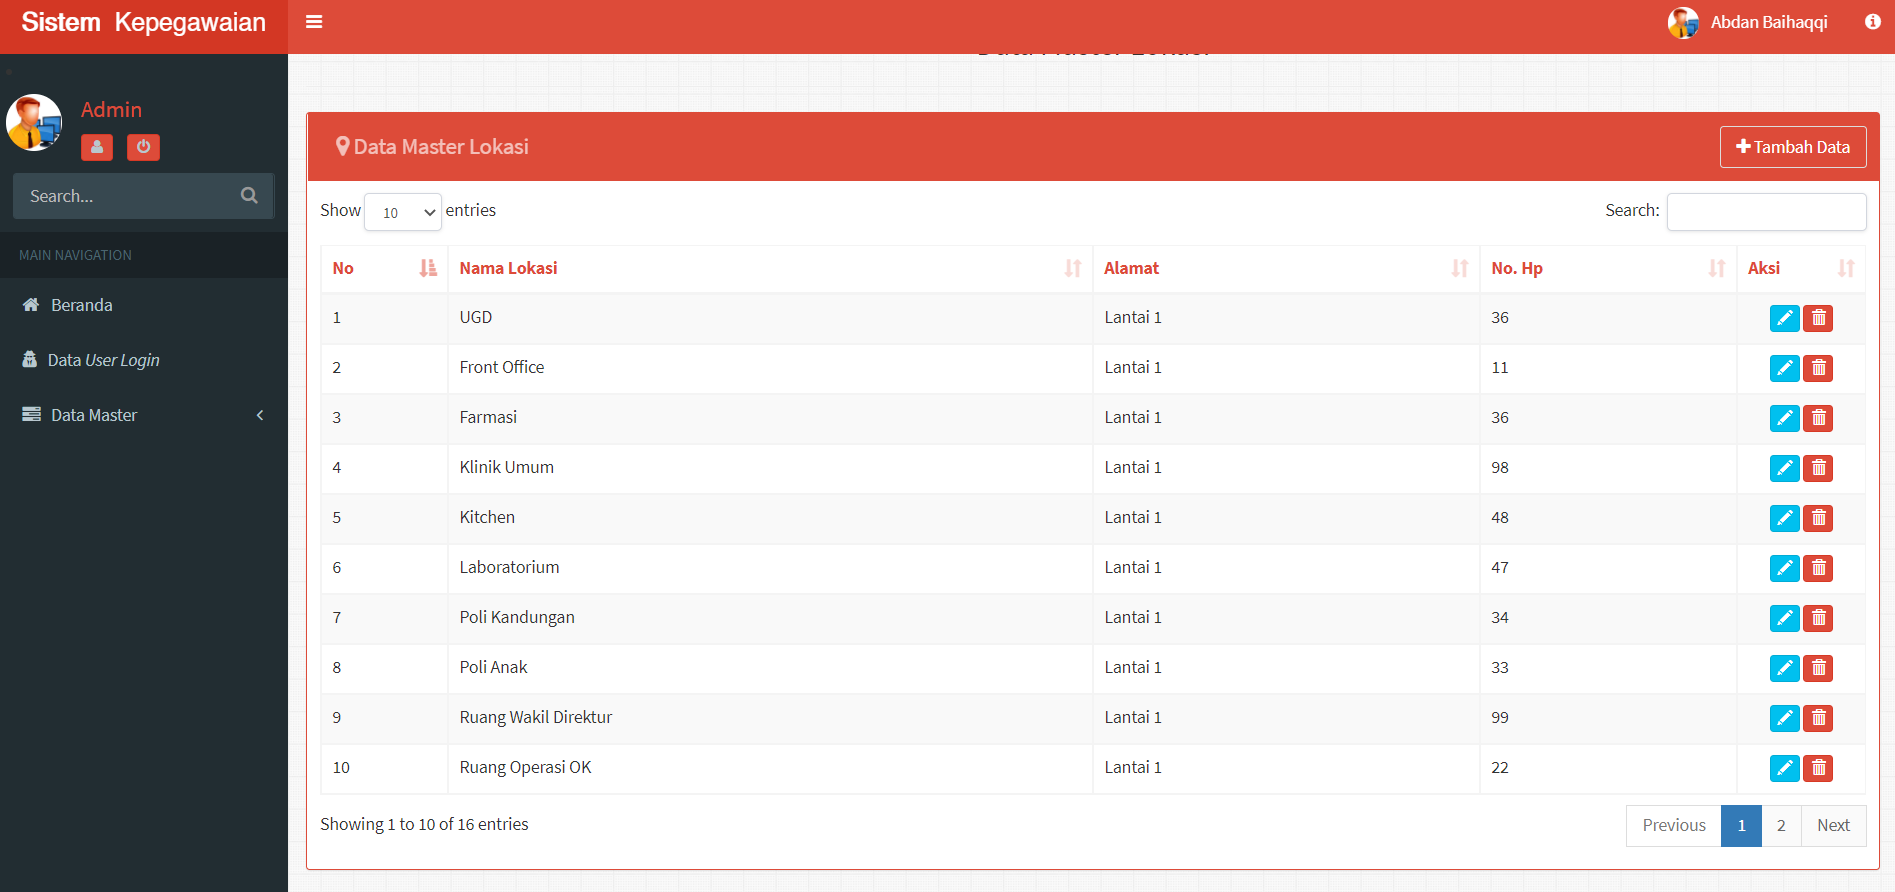 Sistem Kepegawaian
Abdan Baihaqqi
Data Master Lokasi
Admin
Search...
MAIN NAVIGATION
Beranda
Data User Login
Data Master
Data Master Lokasi
Tambah Data
Show 10 entries
Search:
No Nama Lokasi Alamat No. Hp Aksi
1 UGD Lantai 1 36
2 Front Office Lantai 1 11
3 Farmasi Lantai 1 36
4 Klinik Umum Lantai 1 98
5 Kitchen Lantai 1 48
6 Laboratorium Lantai 1 47
7 Poli Kandungan Lantai 1 34
8 Poli Anak Lantai 1 33
9 Ruang Wakil Direktur Lantai 1 99
10 Ruang Operasi OK Lantai 1 22
Showing 1 to 10 of 16 entries
Previous 1 2 Next